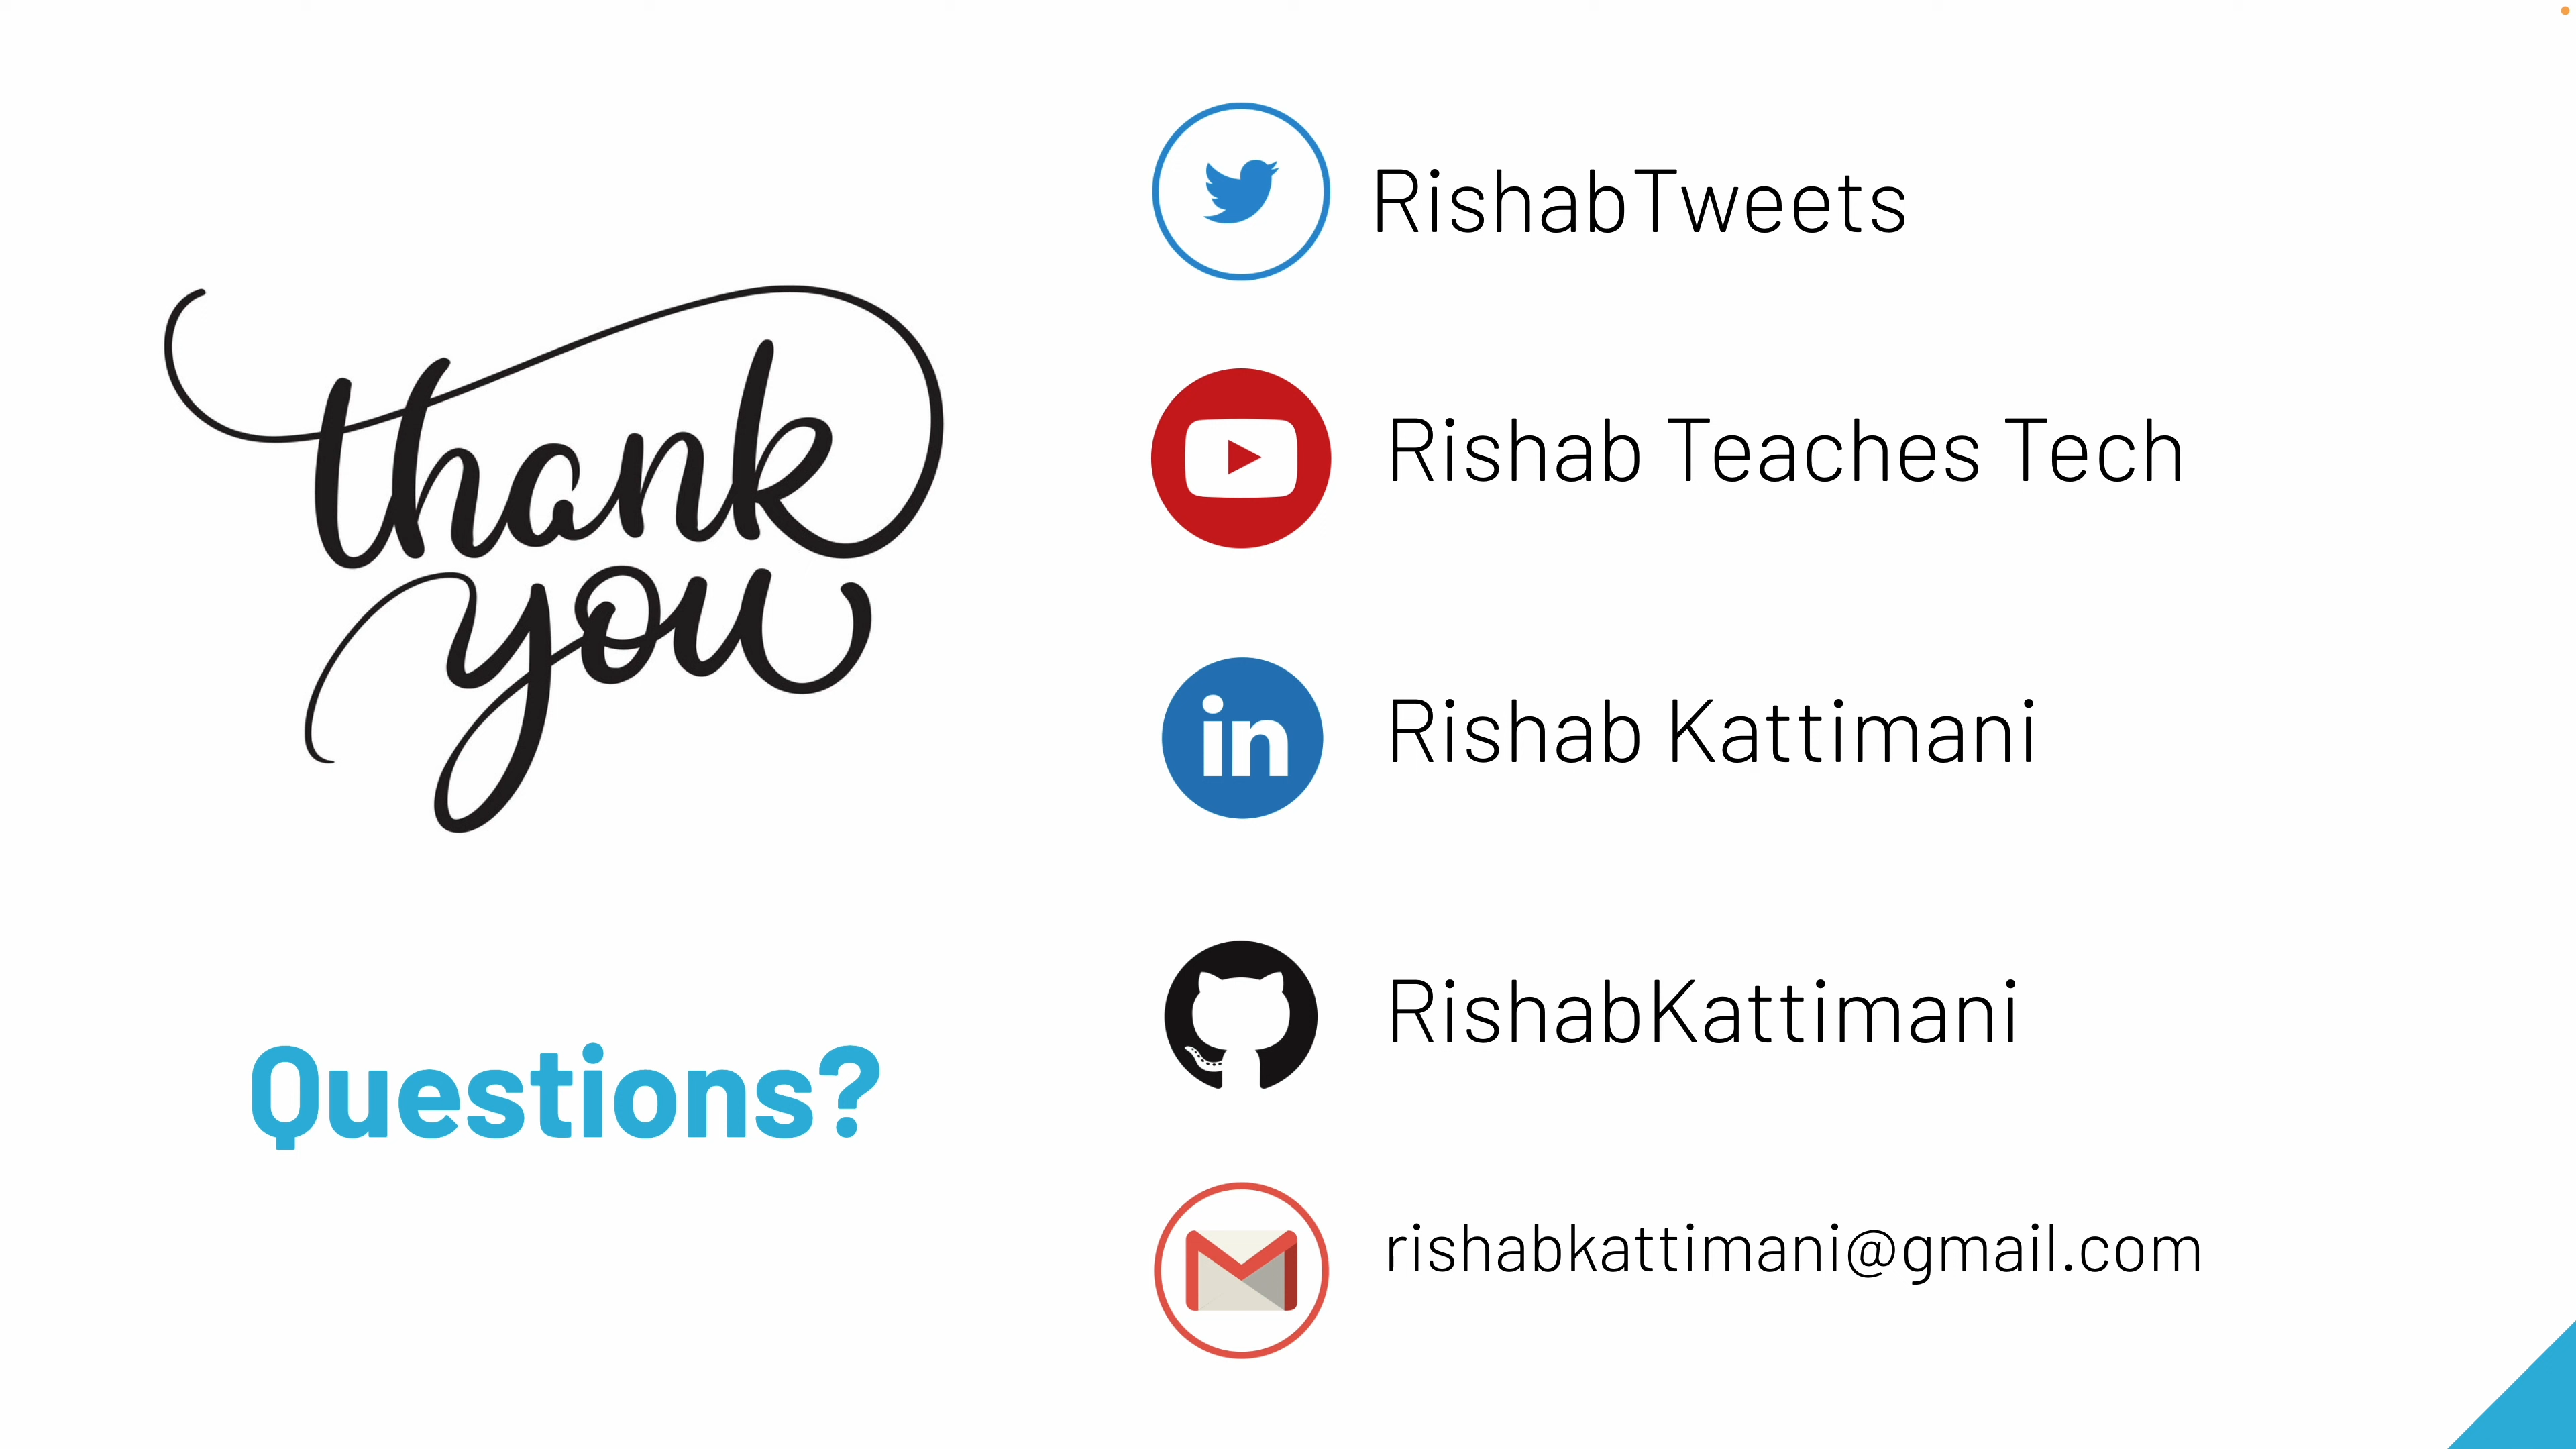 thank
you
Questions?
RishabTweets
Rishab Teaches Tech
in
Rishab Kattimani
RishabKattimani
rishabkattimani@gmail.com